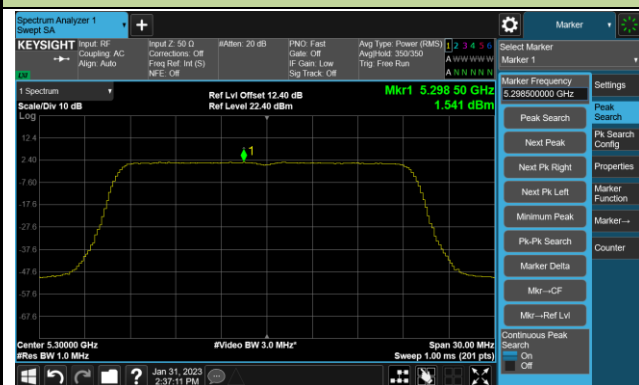 Spectrum Analyzer 1
Swept SA
+
Marker
KEYSIGHT
Input: RF
Coupling: AC
Align: Auto
Input Z: 50 Ω
Corrections: Off
Freq Ref: Int (S)
NFE: Off
#Atten: 20 dB
PNO: Fast
Gate: Off
IF Gain: Low
Sig Track: Off
Avg Type: Power (RMS)
Avg|Hold: 350/350
Trig: Free Run
1 2 3 4 5 6
A W W W W W
A N N N N N
Select Marker
Marker 1
1 Spectrum
Scale/Div 10 dB
Log
Ref Lvl Offset 12.40 dB
Ref Level 22.40 dBm
Mkr1 5.298 50 GHz
1.541 dBm
Marker Frequency
5.298500000 GHz
Settings
Peak Search
Peak
Search
Next Peak
Pk Search
Config
Next Pk Right
Properties
Next Pk Left
Marker
Function
Minimum Peak
Marker→
Pk-Pk Search
Counter
Marker Delta
Mkr→CF
Mkr→Ref Lvl
Continuous Peak
Search
On
Off
12.4
2.40
-7.60
-17.6
-27.6
-37.6
-47.6
-57.6
-67.6
1
Center 5.30000 GHz
#Res BW 1.0 MHz
#Video BW 3.0 MHz*
Span 30.00 MHz
Sweep 1.00 ms (201 pts)
?
Jan 31, 2023
2:37:11 PM